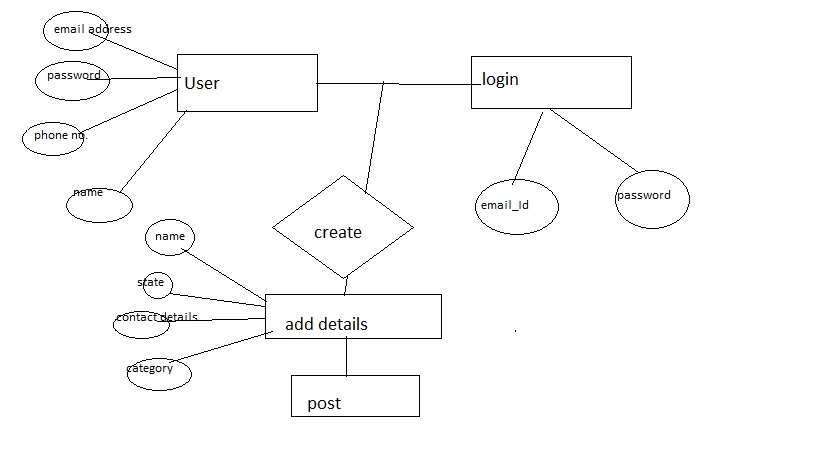 email address
password
User
login
phone no.
name
email_Id
password
name
create
state
contact details
add details
category
post